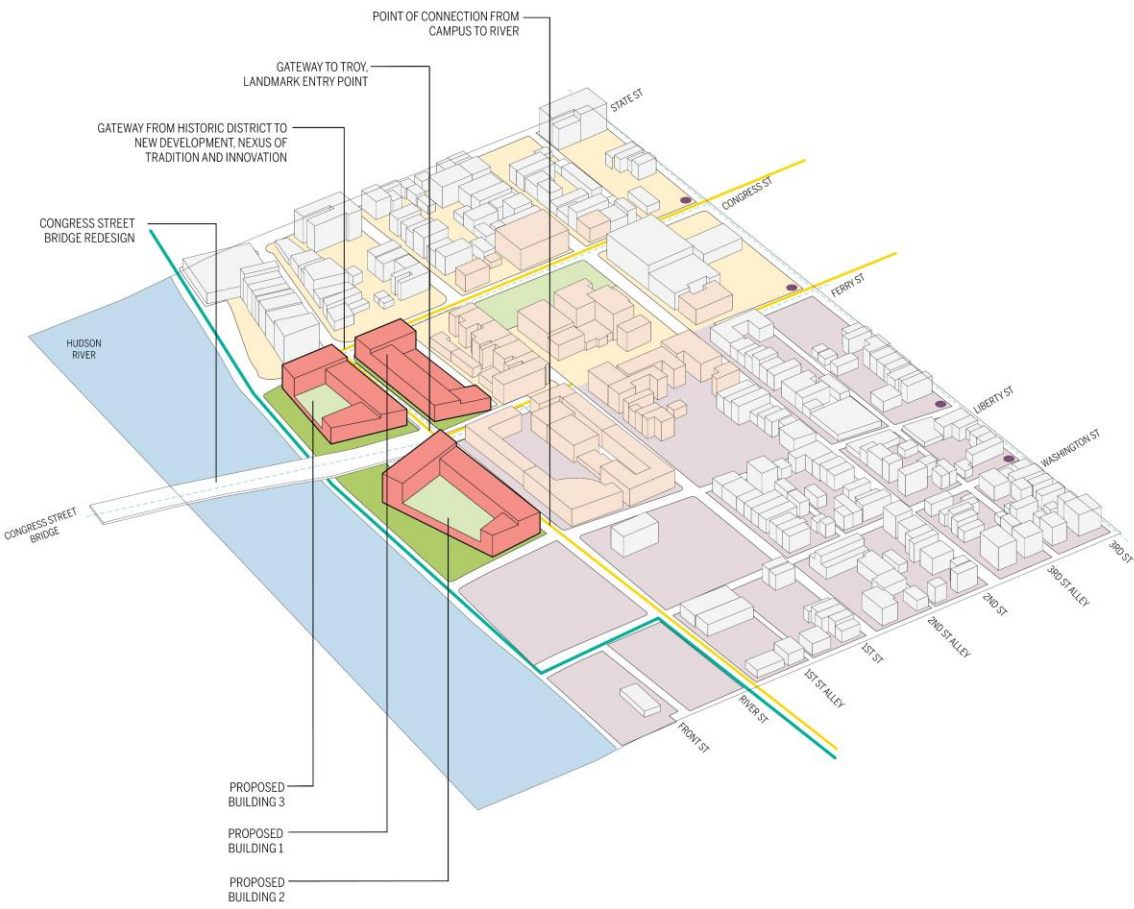 POINT OF CONNECTION FROM
CAMPUS TO RIVER
GATEWAY TO TROY,
LANDMARK ENTRY POINT
GATEWAY FROM HISTORIC DISTRICT TO
NEW DEVELOPMENT, NEXUS OF
TRADITION AND INNOVATION
CONGRESS STREET
BRIDGE REDESIGN
STATE ST
CONGRESS ST
FERRY ST
LIBERTY ST
WASHINGTON ST
HUDSON
RIVER
CONGRESS STREET
BRIDGE
3RD ST
3RD ST ALLEY
2ND ST
2ND ST ALLEY
1ST ST
1ST ST ALLEY
RIVER ST
FRONT ST
PROPOSED
BUILDING 3
PROPOSED
BUILDING 1
PROPOSED
BUILDING 2